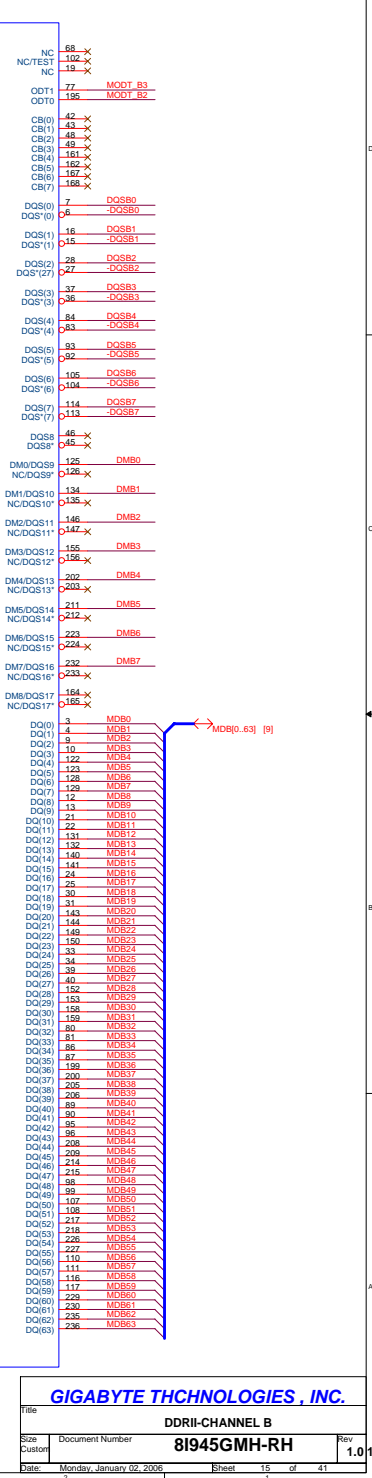 NC 68
NC/TEST 102
NC 19
ODT1 77 MODT_B3
ODT0 195 MODT_B2
CB(0) 42
CB(1) 43
CB(2) 48
CB(3) 49
CB(4) 161
CB(5) 162
CB(6) 167
CB(7) 168
DQS(0) 7 DQSB0
DQS*(0) 6 -DQSB0
DQS(1) 16 DQSB1
DQS*(1) 15 -DQSB1
DQS(2) 28 DQSB2
DQS*(27) 27 -DQSB2
DQS(3) 37 DQSB3
DQS*(3) 36 -DQSB3
DQS(4) 84 DQSB4
DQS*(4) 83 -DQSB4
DQS(5) 93 DQSB5
DQS*(5) 92 -DQSB5
DQS(6) 105 DQSB6
DQS*(6) 104 -DQSB6
DQS(7) 114 DQSB7
DQS*(7) 113 -DQSB7
DQS8 46
DQS8* 45
DM0/DQS9 125 DMB0
NC/DQS9* 126
DM1/DQS10 134 DMB1
NC/DQS10* 135
DM2/DQS11 146 DMB2
NC/DQS11* 147
DM3/DQS12 155 DMB3
NC/DQS12* 156
DM4/DQS13 202 DMB4
NC/DQS13* 203
DM5/DQS14 211 DMB5
NC/DQS14* 212
DM6/DQS15 223 DMB6
NC/DQS15* 224
DM7/DQS16 232 DMB7
NC/DQS16* 233
DM8/DQS17 164
NC/DQS17* 165
DQ(0) 3 MDB0 MDB[0..63] [9]
DQ(1) 4 MDB1
DQ(2) 9 MDB2
DQ(3) 10 MDB3
DQ(4) 122 MDB4
DQ(5) 123 MDB5
DQ(6) 128 MDB6
DQ(7) 129 MDB7
DQ(8) 12 MDB8
DQ(9) 13 MDB9
DQ(10) 21 MDB10
DQ(11) 22 MDB11
DQ(12) 131 MDB12
DQ(13) 132 MDB13
DQ(14) 140 MDB14
DQ(15) 141 MDB15
DQ(16) 24 MDB16
DQ(17) 25 MDB17
DQ(18) 30 MDB18
DQ(19) 31 MDB19
DQ(20) 143 MDB20
DQ(21) 144 MDB21
DQ(22) 149 MDB22
DQ(23) 150 MDB23
DQ(24) 33 MDB24
DQ(25) 34 MDB25
DQ(26) 39 MDB26
DQ(27) 40 MDB27
DQ(28) 152 MDB28
DQ(29) 153 MDB29
DQ(30) 158 MDB30
DQ(31) 159 MDB31
DQ(32) 80 MDB32
DQ(33) 81 MDB33
DQ(34) 86 MDB34
DQ(35) 87 MDB35
DQ(36) 199 MDB36
DQ(37) 200 MDB37
DQ(38) 205 MDB38
DQ(39) 206 MDB39
DQ(40) 89 MDB40
DQ(41) 90 MDB41
DQ(42) 95 MDB42
DQ(43) 96 MDB43
DQ(44) 208 MDB44
DQ(45) 209 MDB45
DQ(46) 214 MDB46
DQ(47) 215 MDB47
DQ(48) 98 MDB48
DQ(49) 99 MDB49
DQ(50) 107 MDB50
DQ(51) 108 MDB51
DQ(52) 217 MDB52
DQ(53) 218 MDB53
DQ(54) 226 MDB54
DQ(55) 227 MDB55
DQ(56) 110 MDB56
DQ(57) 111 MDB57
DQ(58) 116 MDB58
DQ(59) 117 MDB59
DQ(60) 229 MDB60
DQ(61) 230 MDB61
DQ(62) 235 MDB62
DQ(63) 236 MDB63
D
C
B
A
GIGABYTE THCHNOLOGIES , INC.
Title
DDRII-CHANNEL B
Size Document Number Rev
Custom 8I945GMH-RH 1.01
Date: Monday, January 02, 2006 Sheet 15 of 41